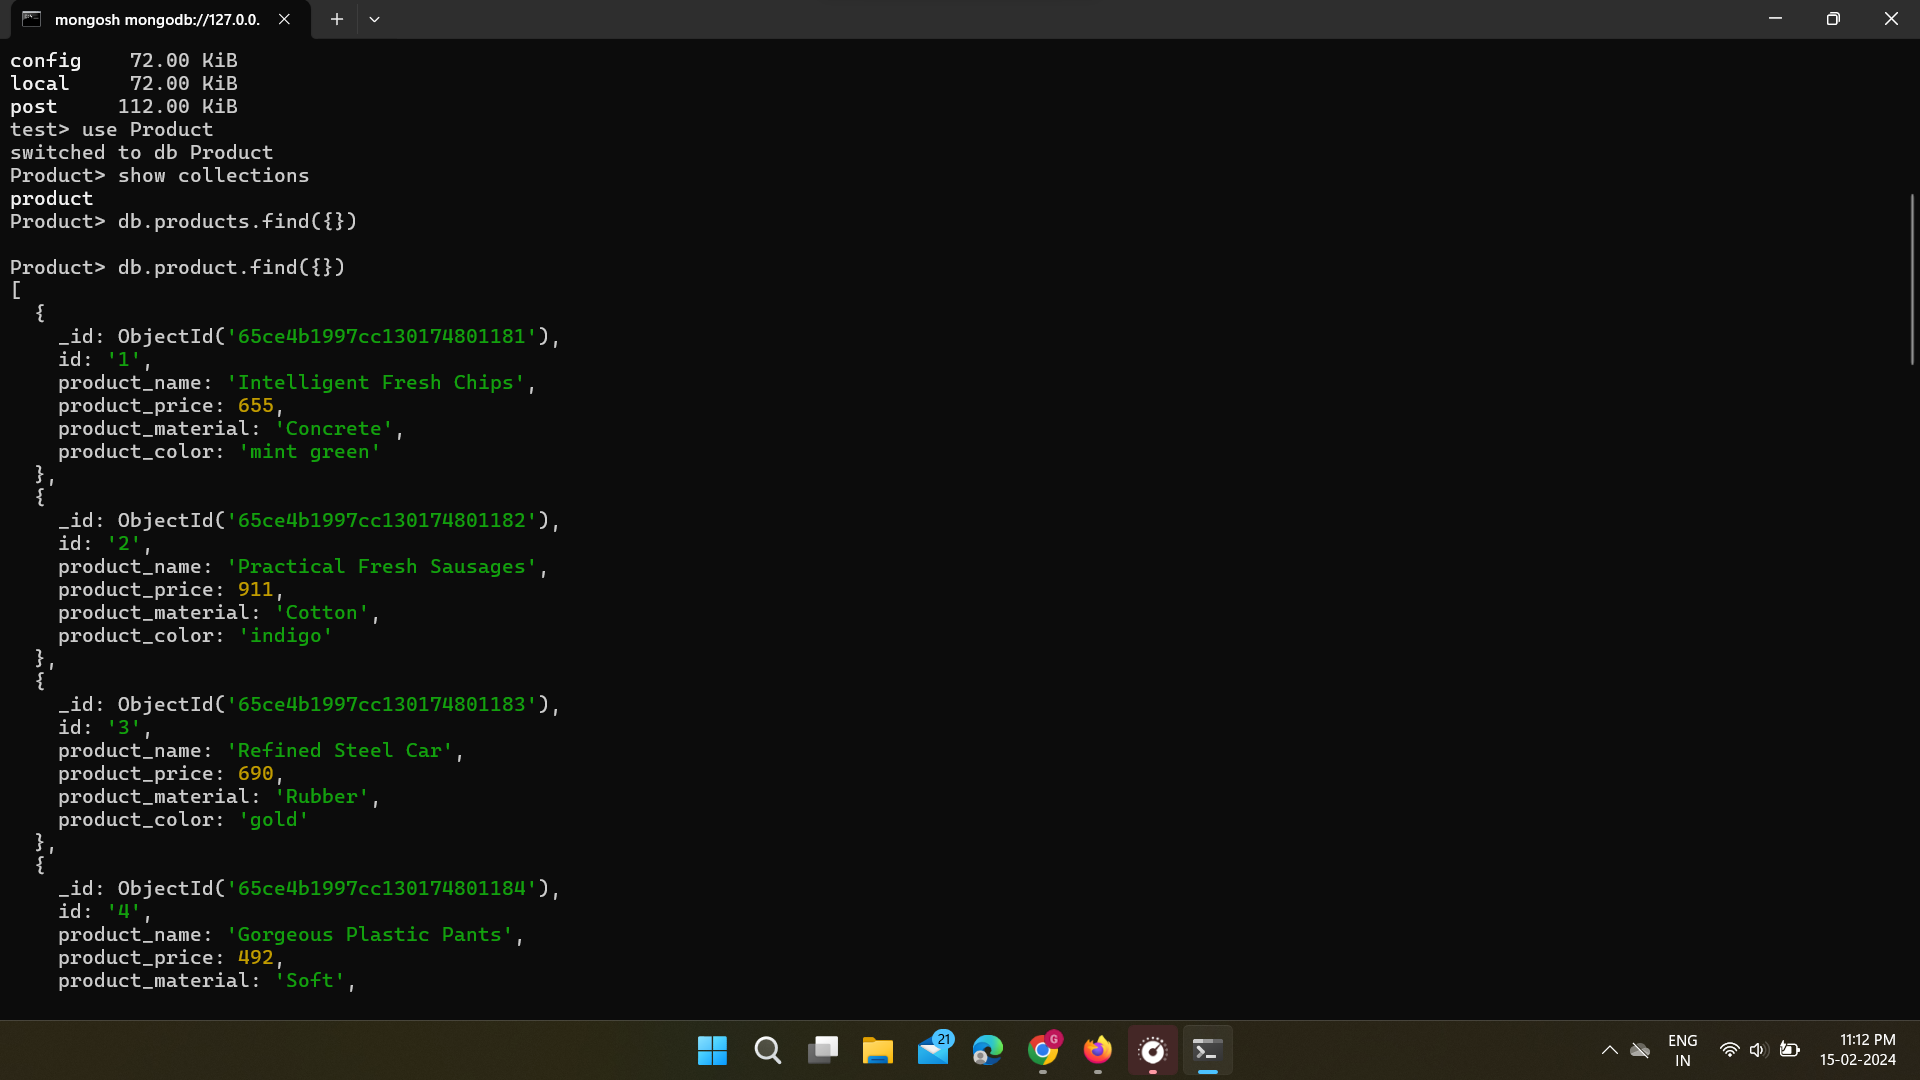 mongosh mongodb://127.0.0.
config    72.00 KiB
local     72.00 KiB
post     112.00 KiB
test> use Product
switched to db Product
Product> show collections
product
Product> db.products.find({})

Product> db.product.find({})
[
  {
    _id: ObjectId('65ce4b1997cc130174801181'),
    id: '1',
    product_name: 'Intelligent Fresh Chips',
    product_price: 655,
    product_material: 'Concrete',
    product_color: 'mint green'
  },
  {
    _id: ObjectId('65ce4b1997cc130174801182'),
    id: '2',
    product_name: 'Practical Fresh Sausages',
    product_price: 911,
    product_material: 'Cotton',
    product_color: 'indigo'
  },
  {
    _id: ObjectId('65ce4b1997cc130174801183'),
    id: '3',
    product_name: 'Refined Steel Car',
    product_price: 690,
    product_material: 'Rubber',
    product_color: 'gold'
  },
  {
    _id: ObjectId('65ce4b1997cc130174801184'),
    id: '4',
    product_name: 'Gorgeous Plastic Pants',
    product_price: 492,
    product_material: 'Soft',
21
G
ENG
IN
11:12 PM
15-02-2024